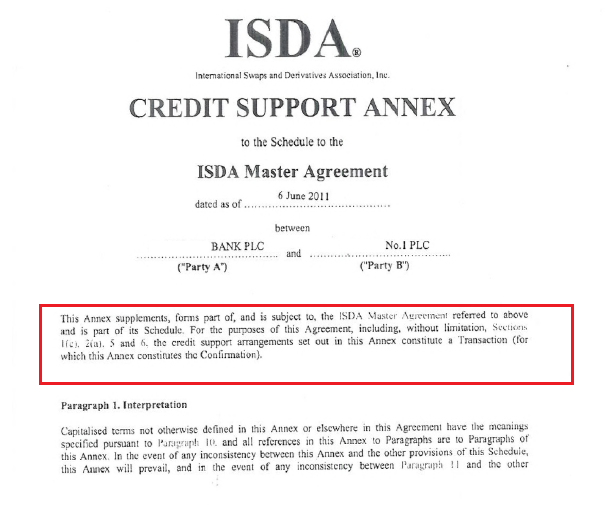 ISDA®
International Swaps and Derivatives Association, Inc.
CREDIT SUPPORT ANNEX
to the Schedule to the
ISDA Master Agreement
dated as of 6 June 2011
between
BANK PLC and No.1 PLC
("Party A") ("Party B")
This Annex supplements, forms part of, and is subject to, the ISDA Master Agreement referred to above
and is part of its Schedule. For the purposes of this Agreement, including, without limitation, Sections
1(c), 2(a), 5 and 6, the credit support arrangements set out in this Annex constitute a Transaction (for
which this Annex constitutes the Confirmation).
Paragraph 1. Interpretation
Capitalised terms not otherwise defined in this Annex or elsewhere in this Agreement have the meanings
specified pursuant to Paragraph 10, and all references in this Annex to Paragraphs are to Paragraphs of
this Annex. In the event of any inconsistency between this Annex and the other provisions of this Schedule,
this Annex will prevail, and in the event of any inconsistency between Paragraph 11 and the other